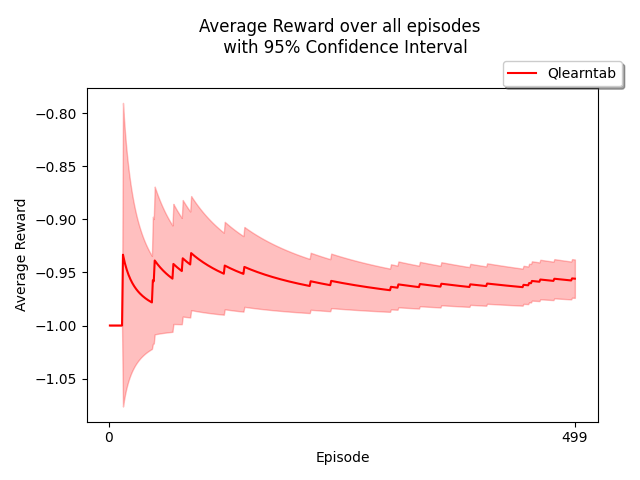 Average Reward over all episodes
with 95% Confidence Interval
Qlearntab
−0.80
−0.85
−0.90
−0.95
−1.00
−1.05
Average Reward
0
499
Episode